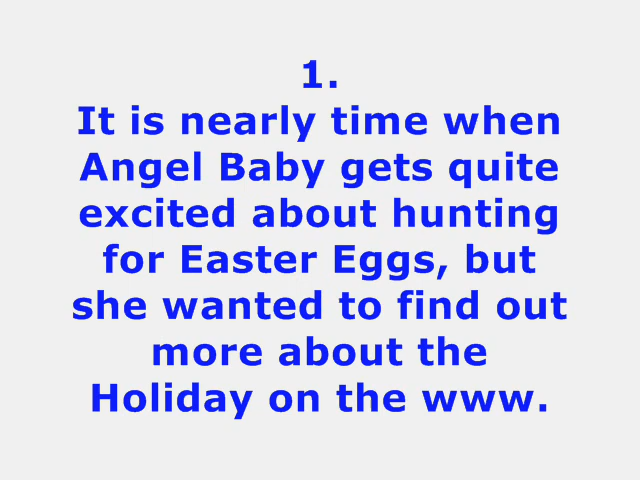 1.
It is nearly time when
Angel Baby gets quite
excited about hunting
for Easter Eggs, but
she wanted to find out
more about the
Holiday on the www.